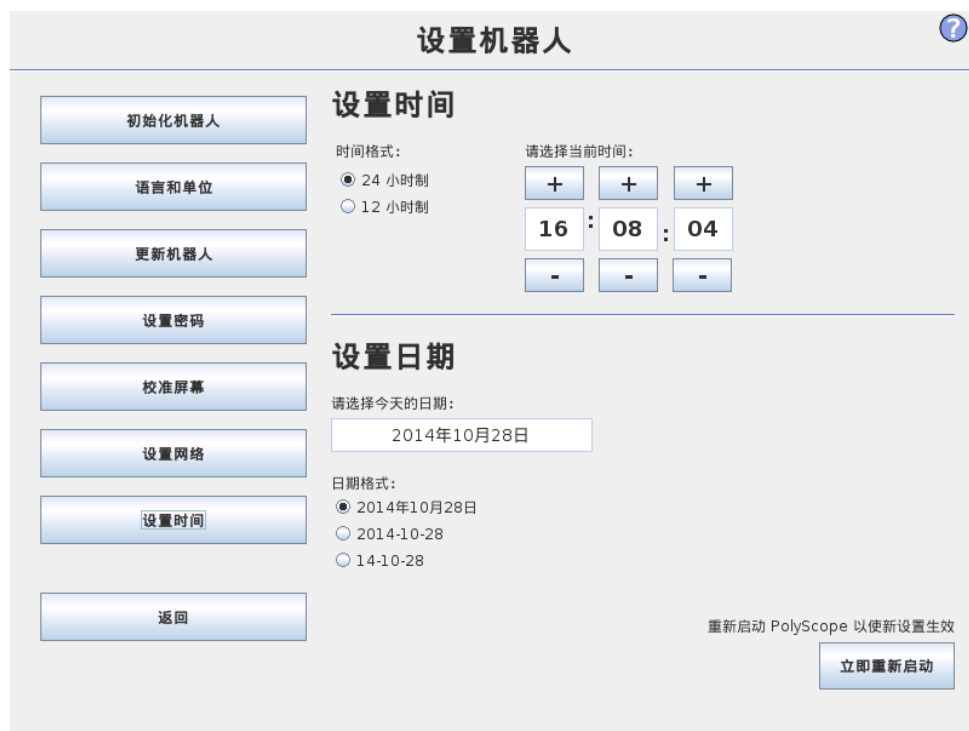 设置机器人
?
初始化机器人
语言和单位
更新机器人
设置密码
校准屏幕
设置网络
设置时间
返回
设置时间
时间格式:
24 小时制
12 小时制
请选择当前时间:
+ + +
16 : 08 : 04
- - -
设置日期
请选择今天的日期:
2014年10月28日
日期格式:
2014年10月28日
2014-10-28
14-10-28
重新启动 PolyScope 以使新设置生效
立即重新启动